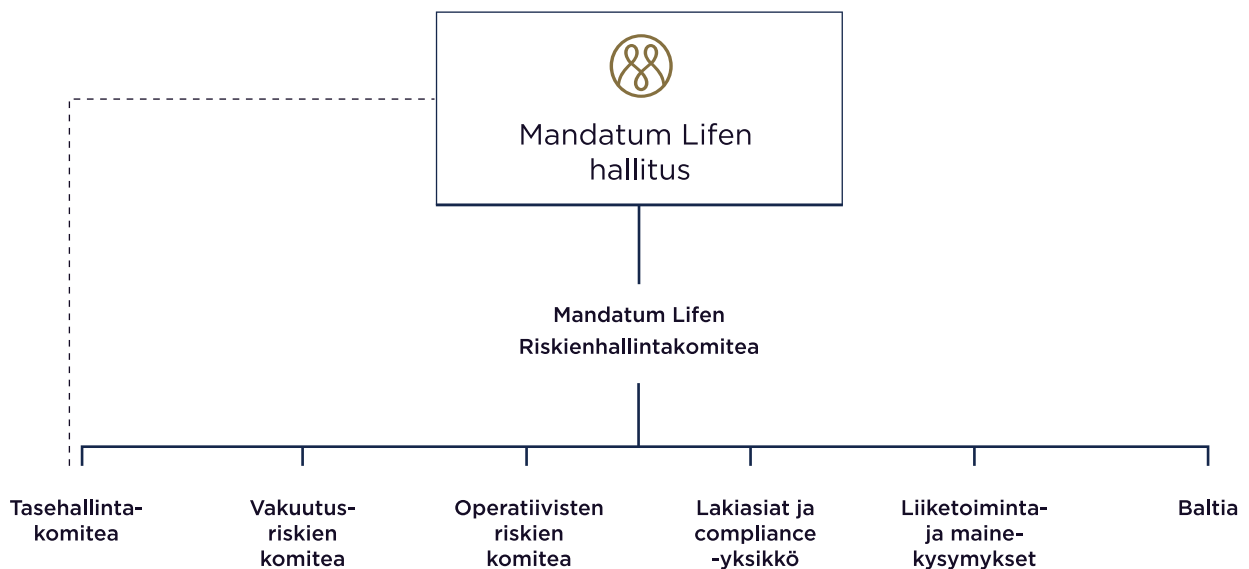 Mandatum Lifen
hallitus
Mandatum Lifen
Riskienhallintakomitea
Tasehallinta-
komitea
Vakuutus-
riskien
komitea
Operatiivisten
riskien
komitea
Lakiasiat ja
compliance
-yksikkö
Liiketoiminta-
ja maine-
kysymykset
Baltia